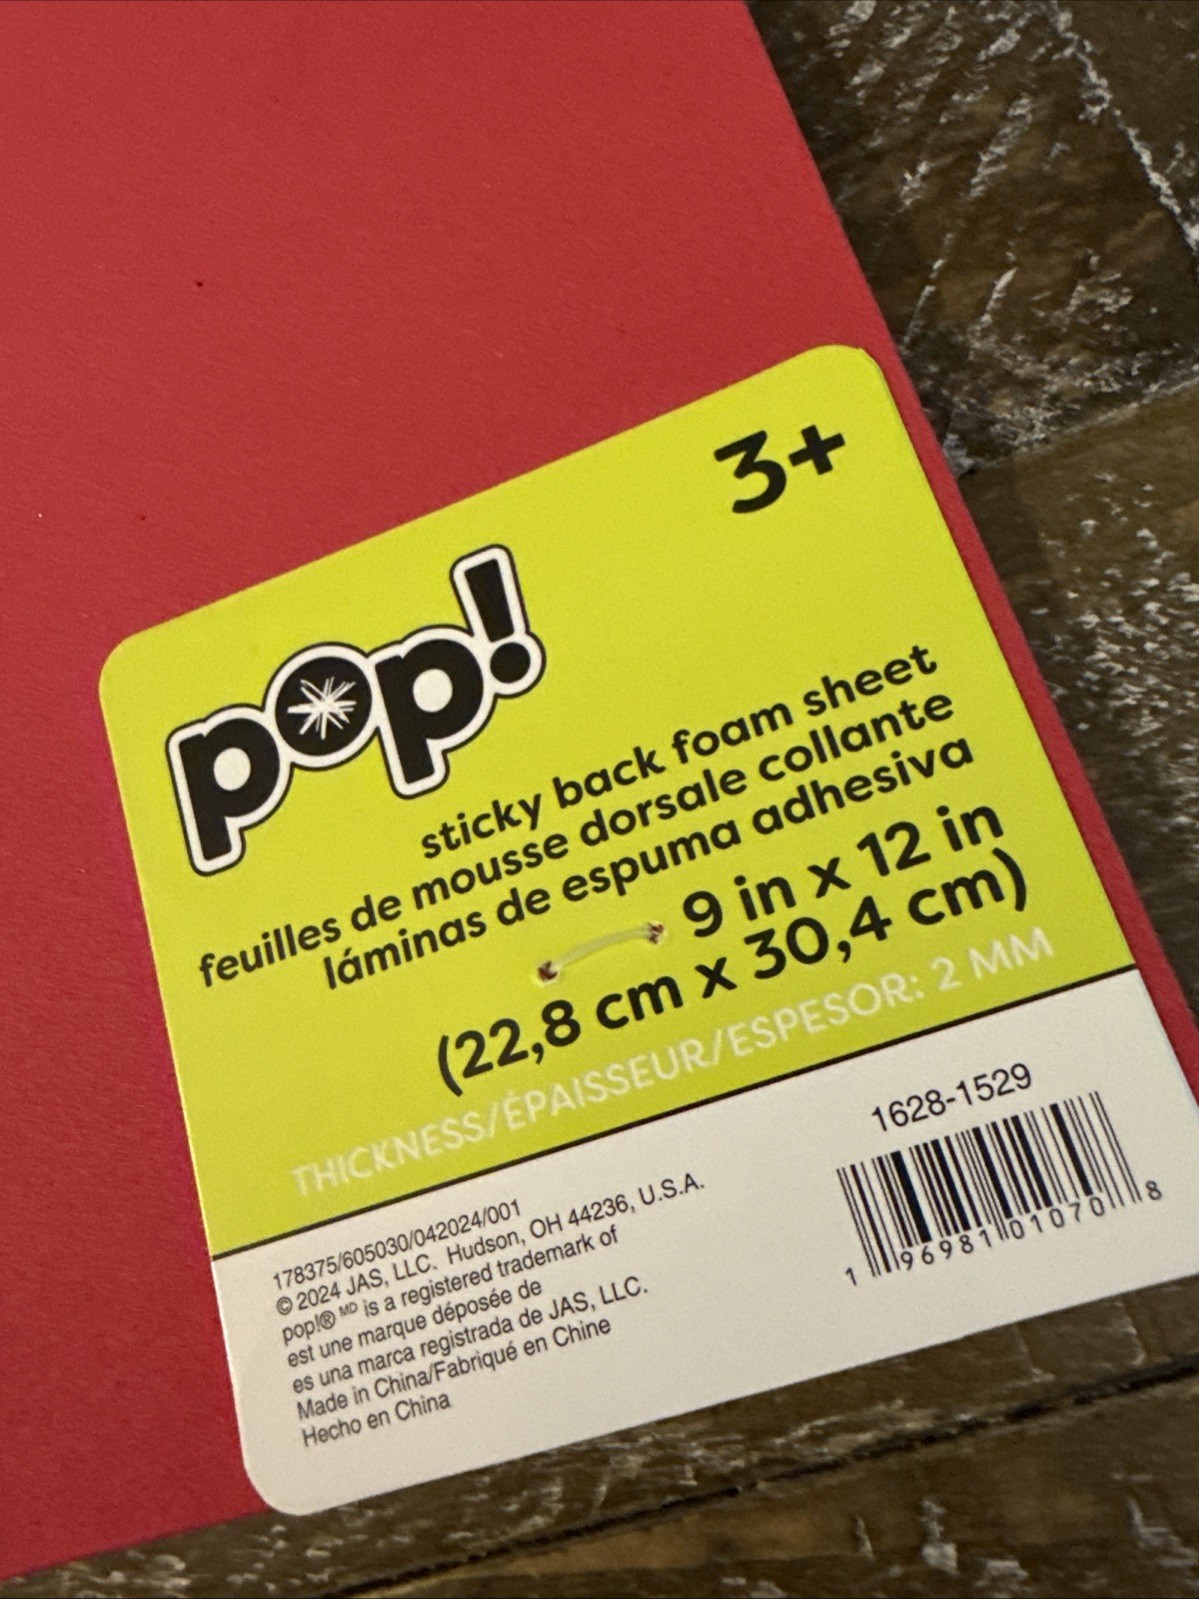 3+
pop!
sticky back foam sheet
feuilles de mousse dorsale collante
láminas de espuma adhesiva
9 in x 12 in
(22,8 cm x 30,4 cm)
THICKNESS/ÉPAISSEUR/ESPESOR: 2 MM
1628-1529
1 96981 01070 8
178375/605030/042024/001
© 2024 JAS, LLC. Hudson, OH 44236, U.S.A.
pop!® MD is a registered trademark of
est une marque déposée de
es una marca registrada de JAS, LLC.
Made in China/Fabriqué en Chine
Hecho en China